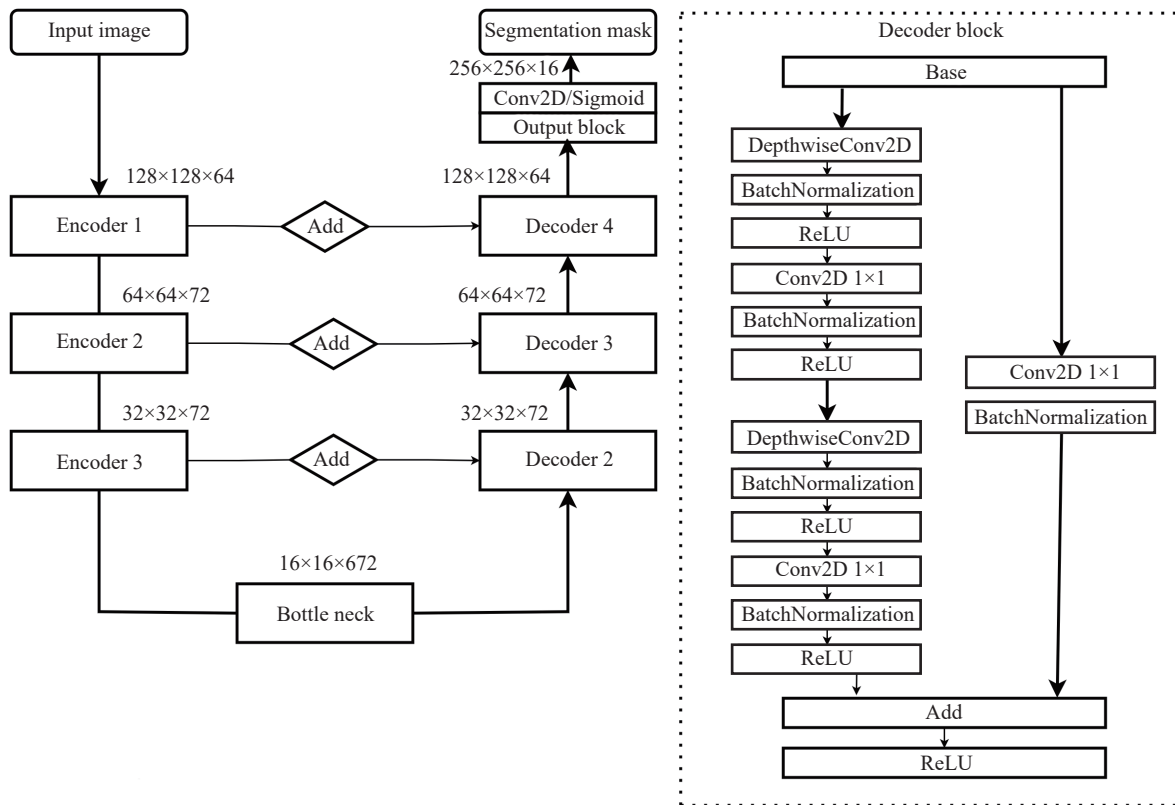 Input image
Segmentation mask
256×256×16
Conv2D/Sigmoid
Output block
128×128×64
128×128×64
Encoder 1
Add
Decoder 4
64×64×72
64×64×72
Encoder 2
Add
Decoder 3
32×32×72
32×32×72
Encoder 3
Add
Decoder 2
16×16×672
Bottle neck
Decoder block
Base
DepthwiseConv2D
BatchNormalization
ReLU
Conv2D 1×1
BatchNormalization
ReLU
DepthwiseConv2D
BatchNormalization
ReLU
Conv2D 1×1
BatchNormalization
ReLU
Conv2D 1×1
BatchNormalization
Add
ReLU